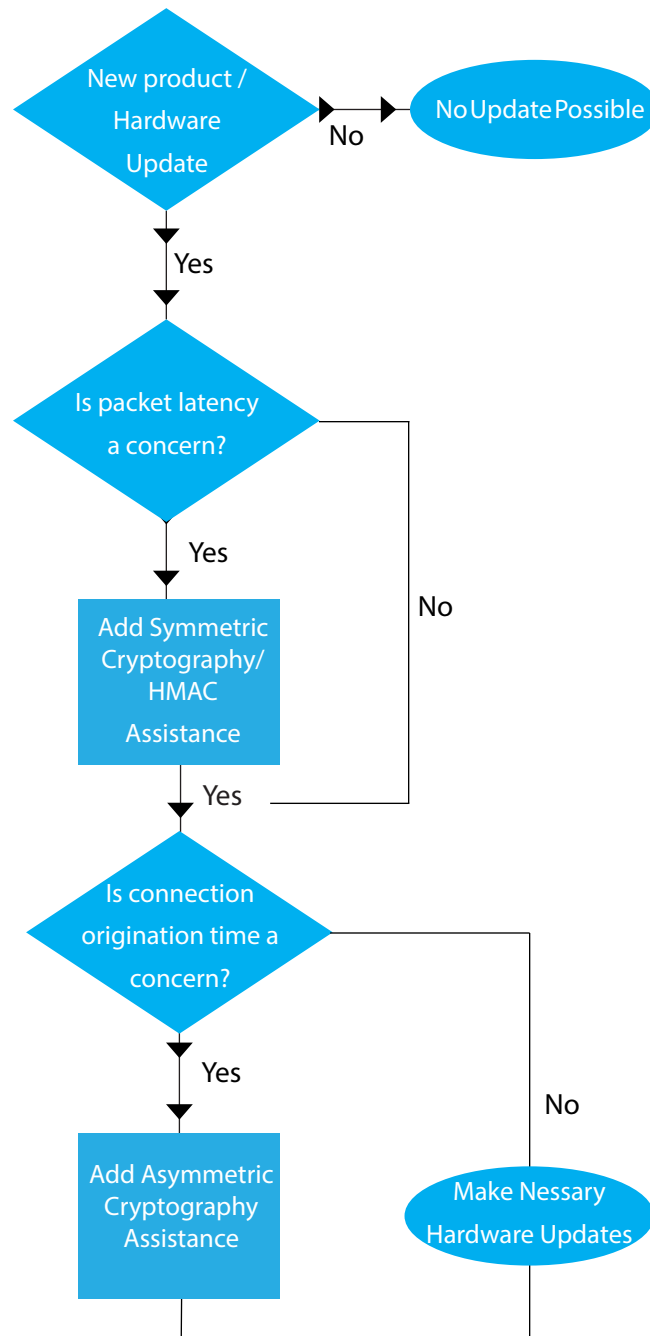 New product /
Hardware
Update
No
No Update Possible
Yes
Is packet latency
a concern?
Yes
No
Add Symmetric
Cryptography/
HMAC
Assistance
Yes
Is connection
origination time a
concern?
Yes
No
Add Asymmetric
Cryptography
Assistance
Make Nessary
Hardware Updates